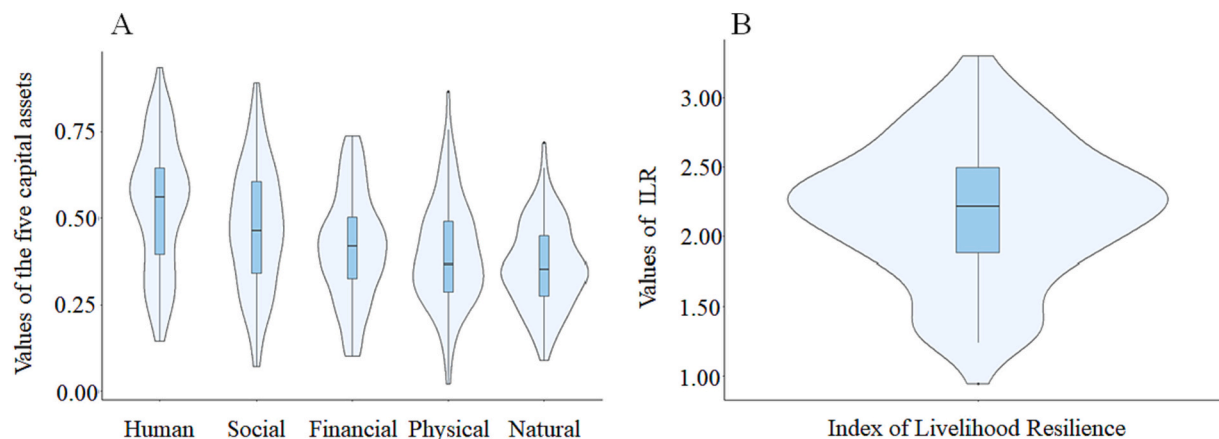 A
Values of the five capital assets
0.75
0.50
0.25
0.00
Human Social Financial Physical Natural
B
Values of ILR
3.00
2.50
2.00
1.50
1.00
Index of Livelihood Resilience